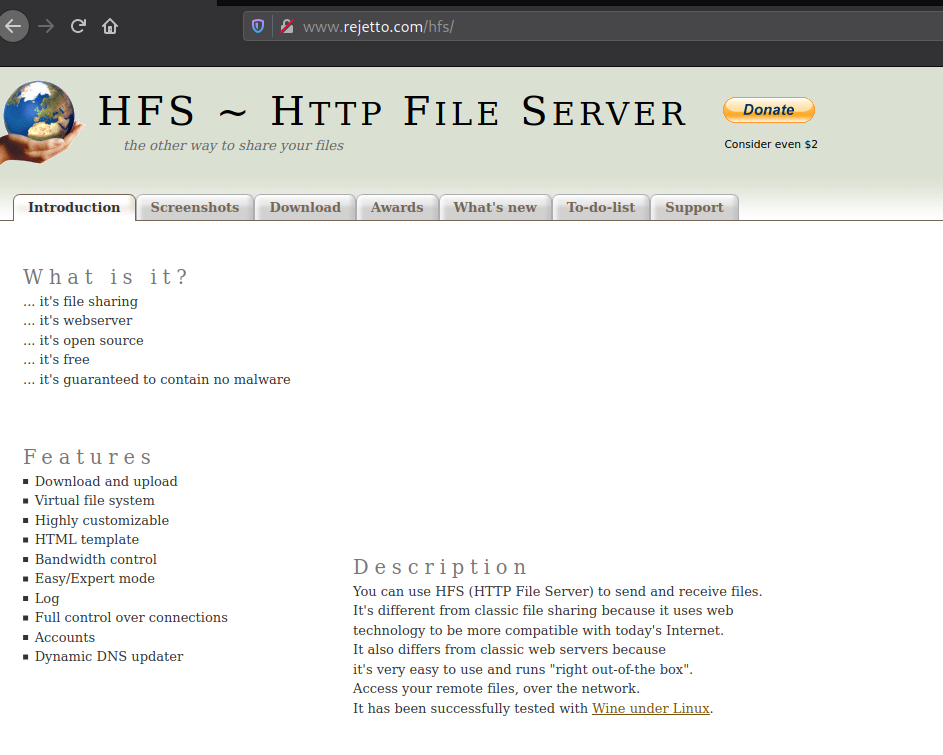 www.rejetto.com/hfs/
HFS ~ HTTP FILE SERVER
the other way to share your files
Donate
Consider even $2
Introduction
Screenshots
Download
Awards
What's new
To-do-list
Support
What is it?
... it's file sharing
... it's webserver
... it's open source
... it's free
... it's guaranteed to contain no malware
Features
Download and upload
Virtual file system
Highly customizable
HTML template
Bandwidth control
Easy/Expert mode
Log
Full control over connections
Accounts
Dynamic DNS updater
Description
You can use HFS (HTTP File Server) to send and receive files.
It's different from classic file sharing because it uses web
technology to be more compatible with today's Internet.
It also differs from classic web servers because
it's very easy to use and runs "right out-of-the box".
Access your remote files, over the network.
It has been successfully tested with Wine under Linux.